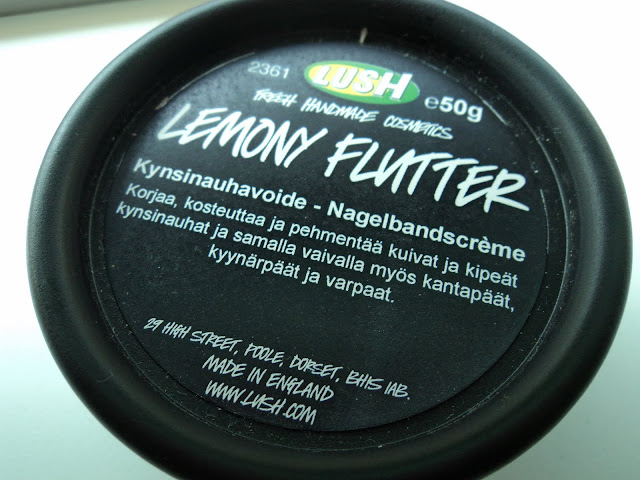 2361 LUSH ℮50g
FRESH HANDMADE COSMETICS
LEMONY FLUTTER
Kynsinauhavoide - Nagelbandscrème
Korjaa, kosteuttaa ja pehmentää kuivat ja kipeät
kynsinauhat ja samalla vaivalla myös kantapäät,
kyynärpäät ja varpaat.
29 HIGH STREET, POOLE, DORSET, BH15 1AB.
MADE IN ENGLAND
WWW.LUSH.COM